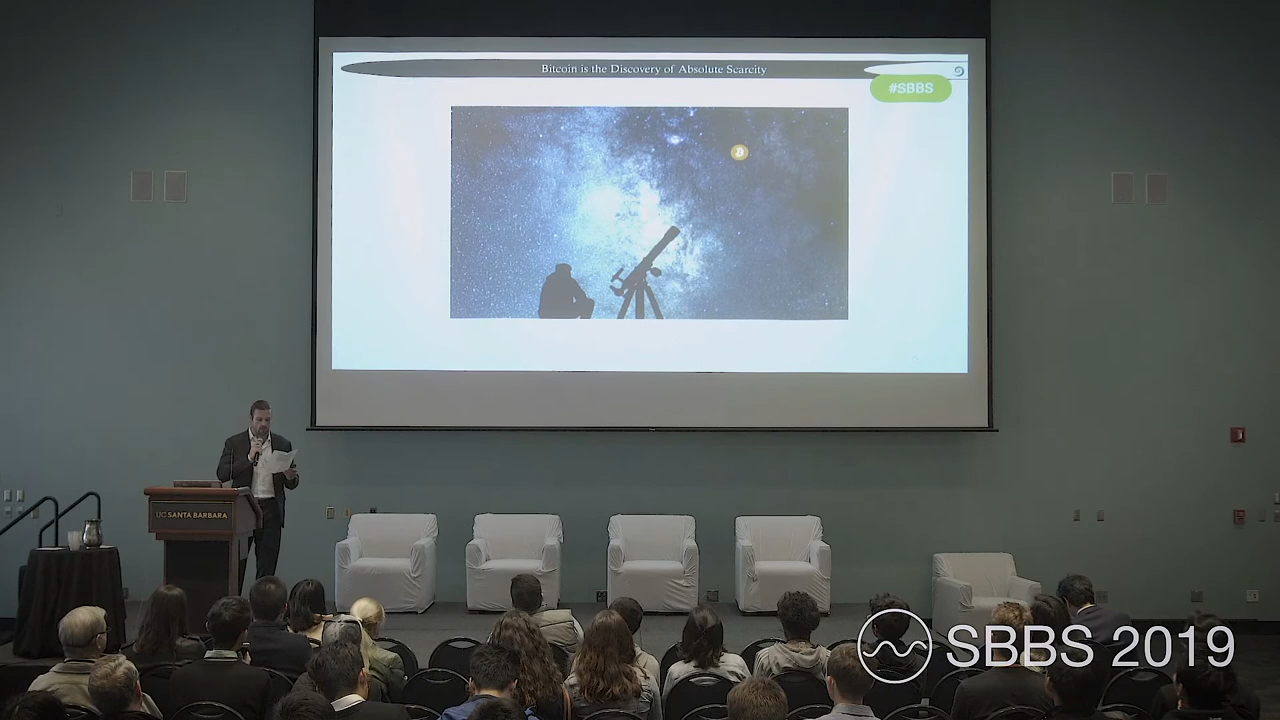 Bitcoin is the Discovery of Absolute Scarcity
#SBBS
UC SANTA BARBARA
SBBS 2019